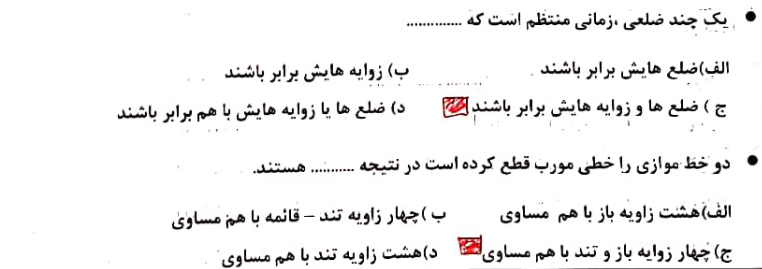 • یک چند ضلعی ،زمانی منتظم است که ..............
الف)ضلع هایش برابر باشند ب) زوایه هایش برابر باشند
ج ) ضلع ها و زوایه هایش برابر باشند د) ضلع ها یا زوایه هایش با هم برابر باشند
• دو خط موازی را خطی مورب قطع کرده است در نتیجه ........... هستند.
الف)هشت زاویه باز با هم مساوی ب )چهار زاویه تند – قائمه با هم مساوی
ج) چهار زوایه باز و تند با هم مساوی د)هشت زاویه تند با هم مساوی